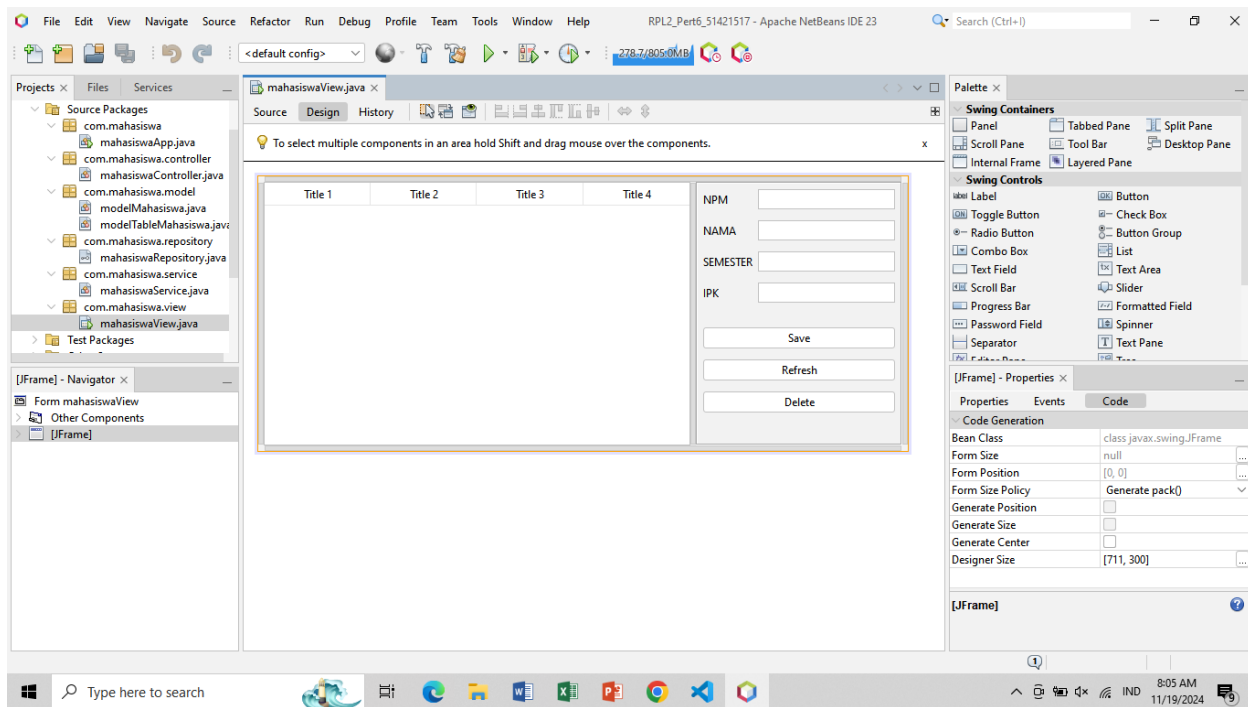 File Edit View Navigate Source Refactor Run Debug Profile Team Tools Window Help RPL2_Pert6_51421517 - Apache NetBeans IDE 23 Search (Ctrl+I)
<default config> 278.7/805.0MB
Projects Files Services
Source Packages
com.mahasiswa
mahasiswaApp.java
com.mahasiswa.controller
mahasiswaController.java
com.mahasiswa.model
modelMahasiswa.java
modelTableMahasiswa.java
com.mahasiswa.repository
mahasiswaRepository.java
com.mahasiswa.service
mahasiswaService.java
com.mahasiswa.view
mahasiswaView.java
Test Packages
[JFrame] - Navigator
Form mahasiswaView
Other Components
[JFrame]
mahasiswaView.java
Source Design History
To select multiple components in an area hold Shift and drag mouse over the components. x
Title 1 Title 2 Title 3 Title 4
NPM
NAMA
SEMESTER
IPK
Save
Refresh
Delete
Palette
Swing Containers
Panel Tabbed Pane Split Pane
Scroll Pane Tool Bar Desktop Pane
Internal Frame Layered Pane
Swing Controls
label Label OK Button
ON Toggle Button Check Box
Radio Button Button Group
Combo Box List
Text Field Text Area
Scroll Bar Slider
Progress Bar Formatted Field
Password Field Spinner
Separator Text Pane
[JFrame] - Properties
Properties Events Code
Code Generation
Bean Class class javax.swing.JFrame
Form Size null ...
Form Position [0, 0] ...
Form Size Policy Generate pack()
Generate Position
Generate Size
Generate Center
Designer Size [711, 300] ...
[JFrame] ?
1
Type here to search
IND
8:05 AM
11/19/2024
9